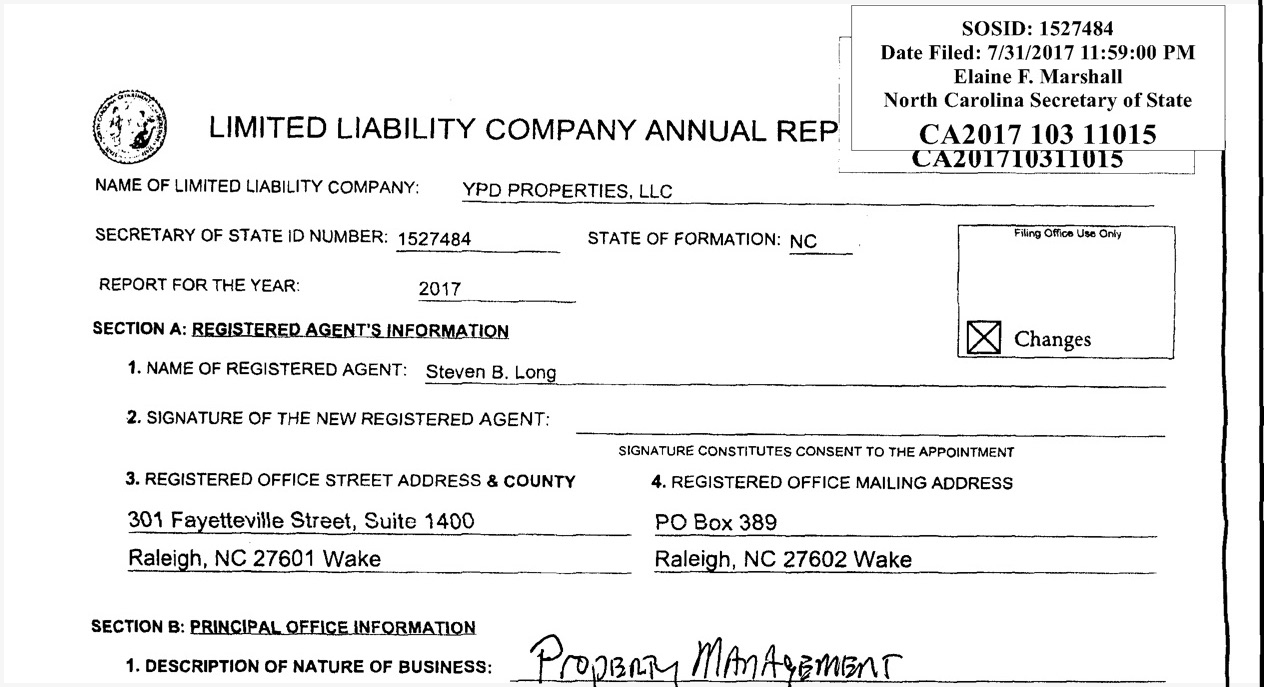 SOSID: 1527484
Date Filed: 7/31/2017 11:59:00 PM
Elaine F. Marshall
North Carolina Secretary of State
CA2017 103 11015
CA201710311015
LIMITED LIABILITY COMPANY ANNUAL REP
NAME OF LIMITED LIABILITY COMPANY: YPD PROPERTIES, LLC
SECRETARY OF STATE ID NUMBER: 1527484 STATE OF FORMATION: NC
Filing Office Use Only
REPORT FOR THE YEAR: 2017
SECTION A: REGISTERED AGENT'S INFORMATION
Changes
1. NAME OF REGISTERED AGENT: Steven B. Long
2. SIGNATURE OF THE NEW REGISTERED AGENT:
SIGNATURE CONSTITUTES CONSENT TO THE APPOINTMENT
3. REGISTERED OFFICE STREET ADDRESS & COUNTY
301 Fayetteville Street, Suite 1400
Raleigh, NC 27601 Wake
4. REGISTERED OFFICE MAILING ADDRESS
PO Box 389
Raleigh, NC 27602 Wake
SECTION B: PRINCIPAL OFFICE INFORMATION
1. DESCRIPTION OF NATURE OF BUSINESS: PROPERTY MANAGEMENT